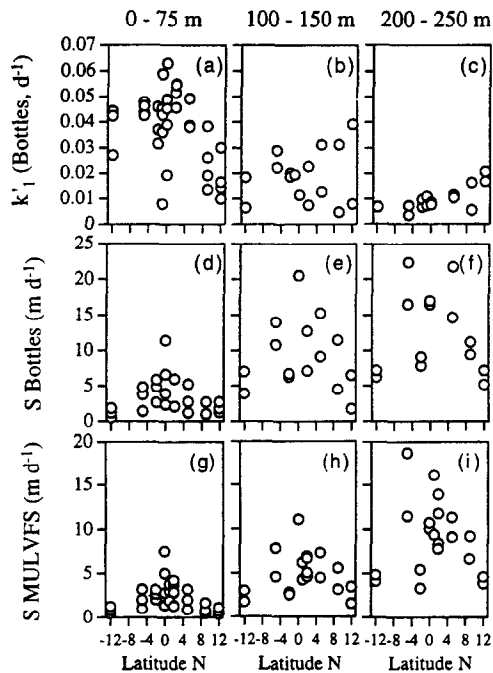 0 - 75 m 100 - 150 m 200 - 250 m
k'₁ (Bottles, d⁻¹)
0.07
0.06
0.05
0.04
0.03
0.02
0.01
0
(a) (b) (c)
S Bottles (m d⁻¹)
25
20
15
10
5
0
(d) (e) (f)
S MULVFS (m d⁻¹)
20
15
10
5
0
(g) (h) (i)
-12 -8 -4 0 4 8 12 -12 -8 -4 0 4 8 12 -12 -8 -4 0 4 8 12
Latitude N Latitude N Latitude N